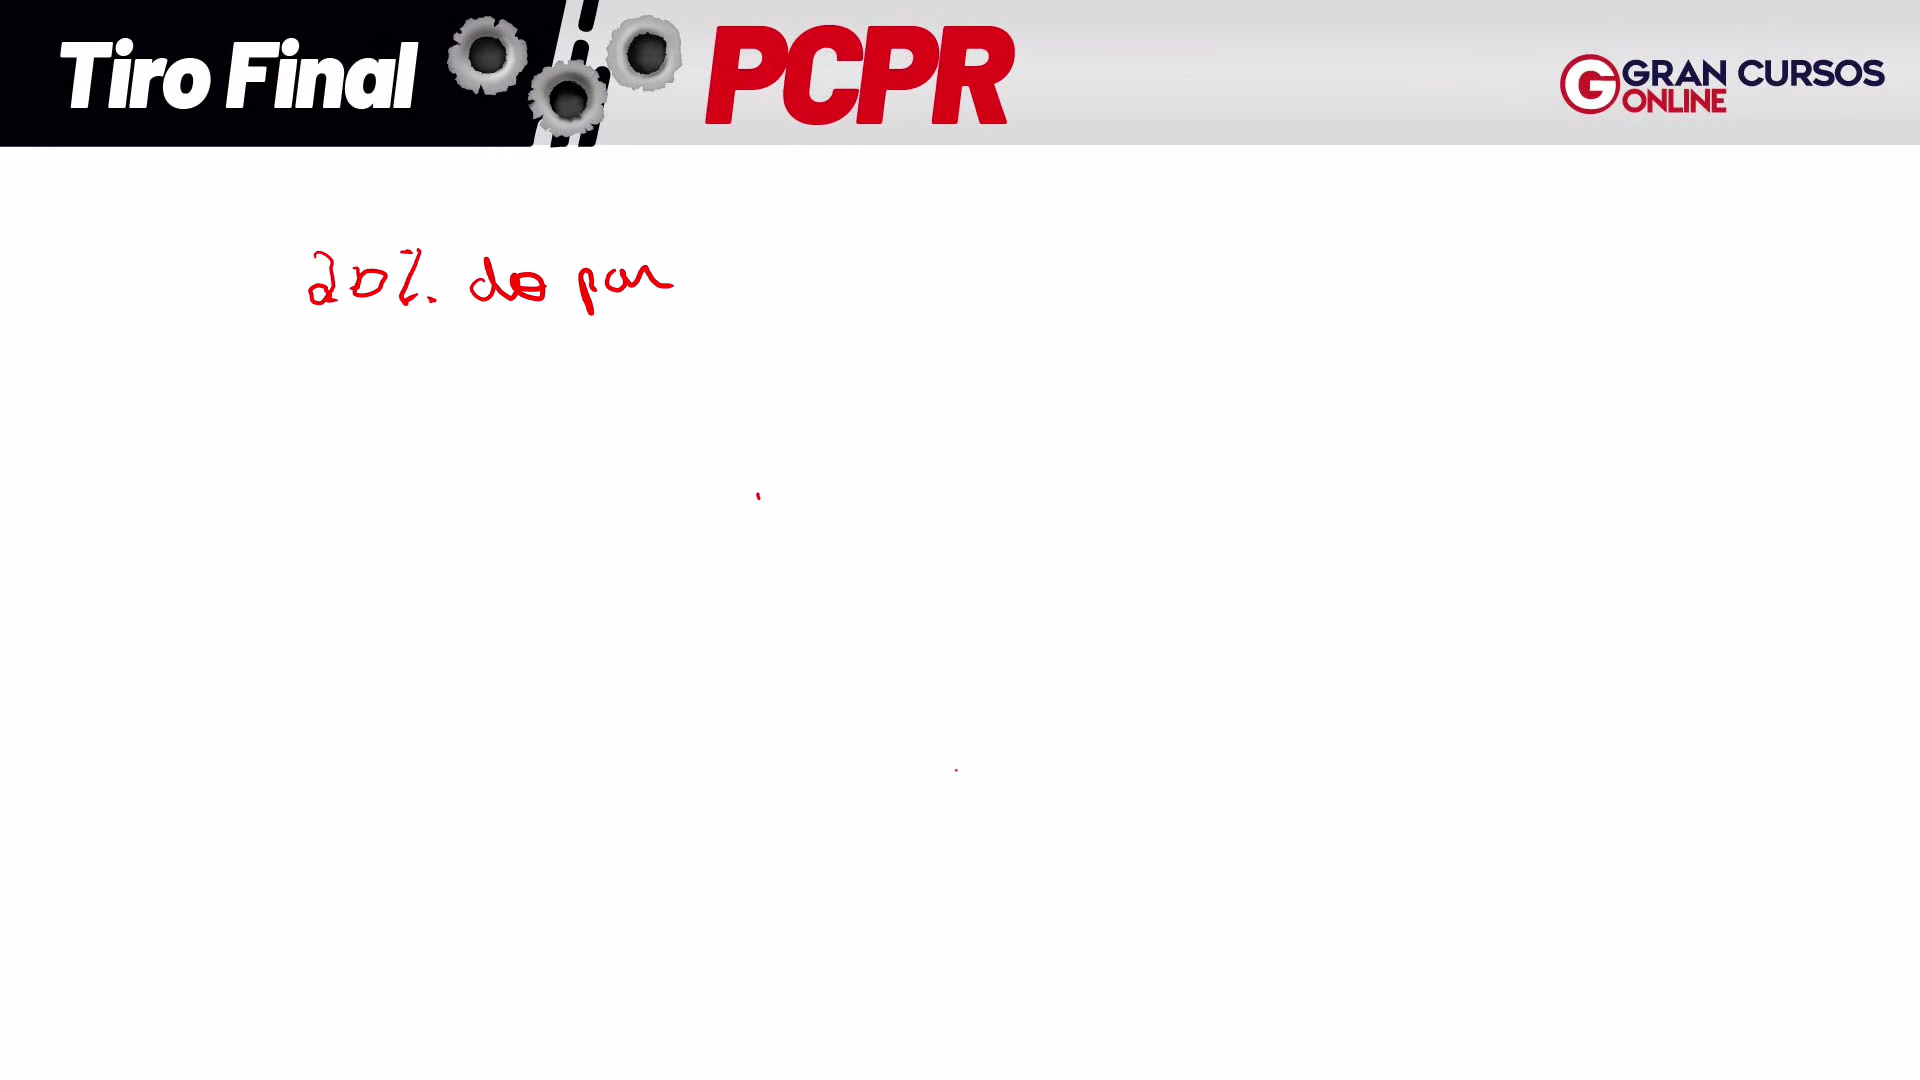 Tiro Final
PCPR
GRAN CURSOS
ONLINE
20% do par